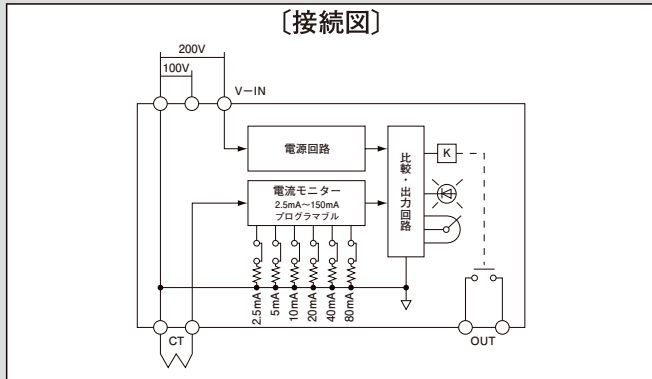 〔接続図〕
200V
100V
V－IN
電源回路
電流モニター
2.5mA～150mA
プログラマブル
比較・出力回路
K
2.5mA
5mA
10mA
20mA
40mA
80mA
CT
OUT